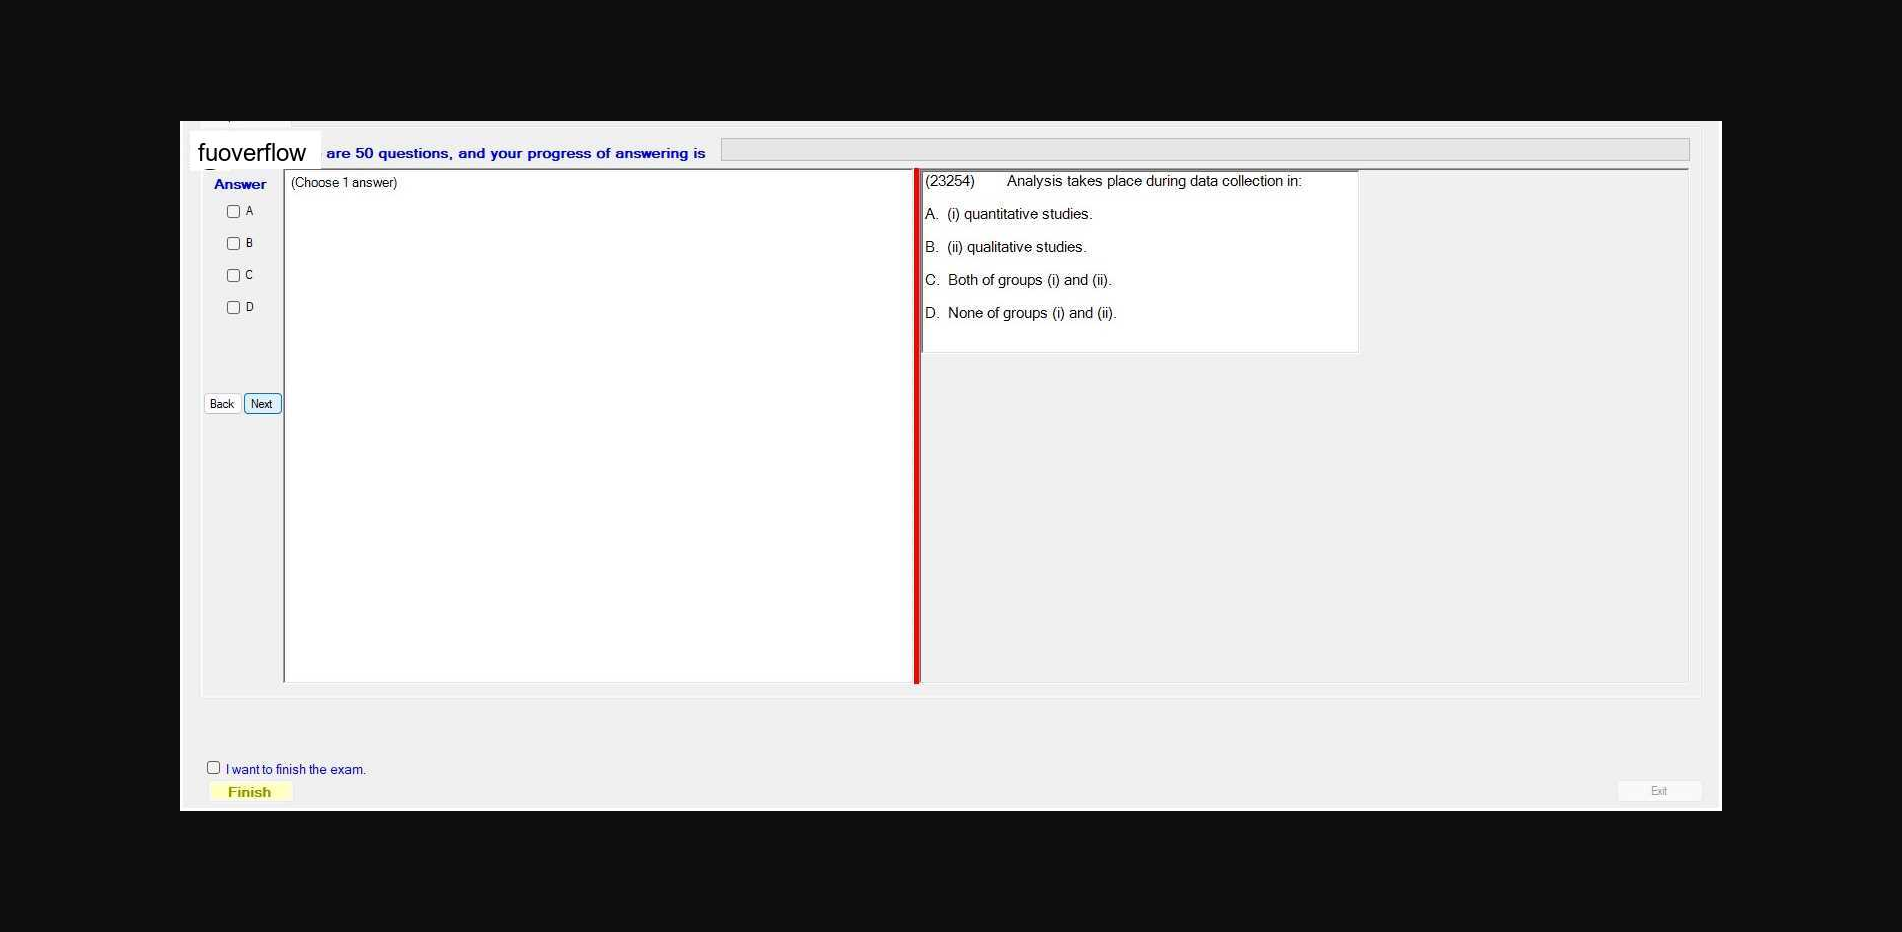 fuoverflow are 50 questions, and your progress of answering is
Answer
(Choose 1 answer)
A
B
C
D
Back Next
(23254) Analysis takes place during data collection in:
A. (i) quantitative studies.
B. (ii) qualitative studies.
C. Both of groups (i) and (ii).
D. None of groups (i) and (ii).
I want to finish the exam.
Finish
Exit